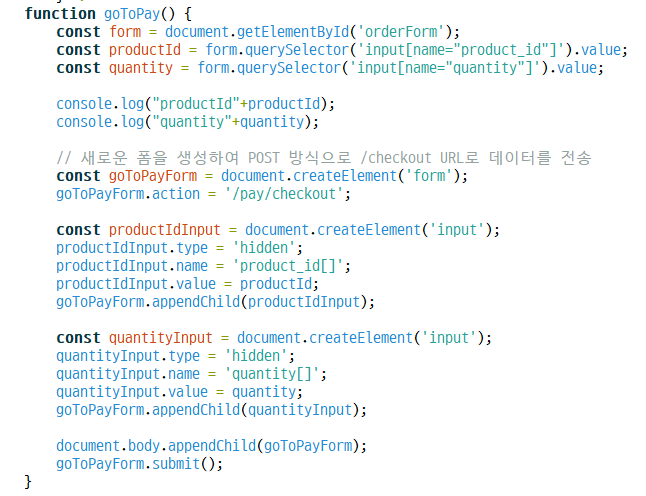 function goToPay() {
    const form = document.getElementById('orderForm');
    const productId = form.querySelector('input[name="product_id"]').value;
    const quantity = form.querySelector('input[name="quantity"]').value;

    console.log("productId"+productId);
    console.log("quantity"+quantity);

    // 새로운 폼을 생성하여 POST 방식으로 /checkout URL로 데이터를 전송
    const goToPayForm = document.createElement('form');
    goToPayForm.action = '/pay/checkout';

    const productIdInput = document.createElement('input');
    productIdInput.type = 'hidden';
    productIdInput.name = 'product_id[]';
    productIdInput.value = productId;
    goToPayForm.appendChild(productIdInput);

    const quantityInput = document.createElement('input');
    quantityInput.type = 'hidden';
    quantityInput.name = 'quantity[]';
    quantityInput.value = quantity;
    goToPayForm.appendChild(quantityInput);

    document.body.appendChild(goToPayForm);
    goToPayForm.submit();
}